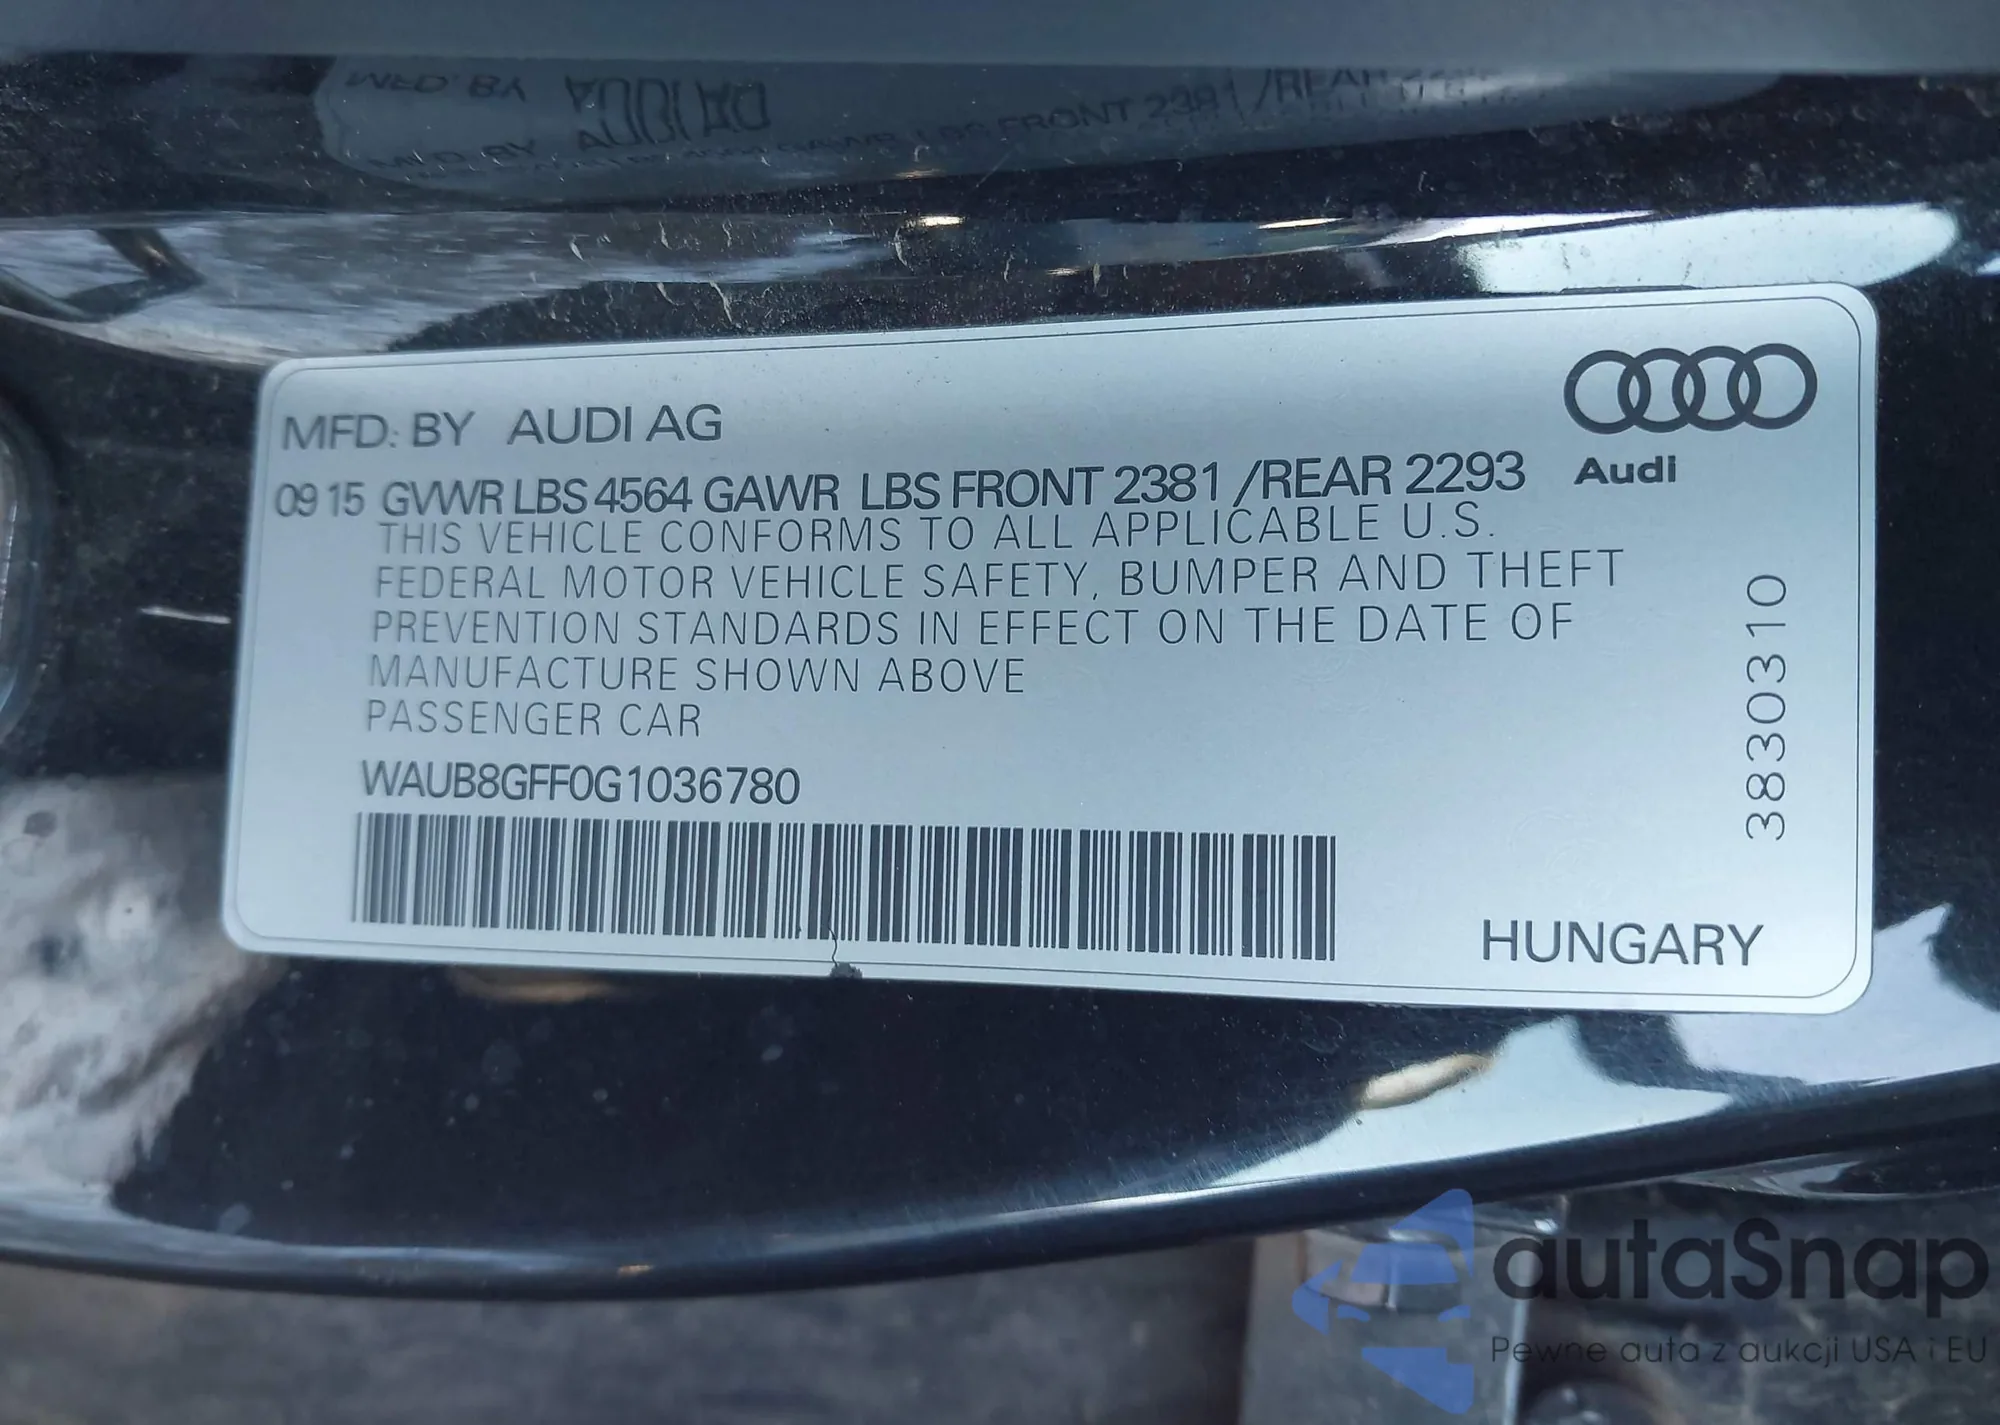 MFD. BY AUDI AG
Audi
09 15 GVWR LBS 4564 GAWR LBS FRONT 2381 /REAR 2293
THIS VEHICLE CONFORMS TO ALL APPLICABLE U.S.
FEDERAL MOTOR VEHICLE SAFETY, BUMPER AND THEFT
PREVENTION STANDARDS IN EFFECT ON THE DATE OF
MANUFACTURE SHOWN ABOVE
PASSENGER CAR
WAUB8GFF0G1036780
3830310
HUNGARY
autaSnap
Pewne auta z aukcji USA i EU